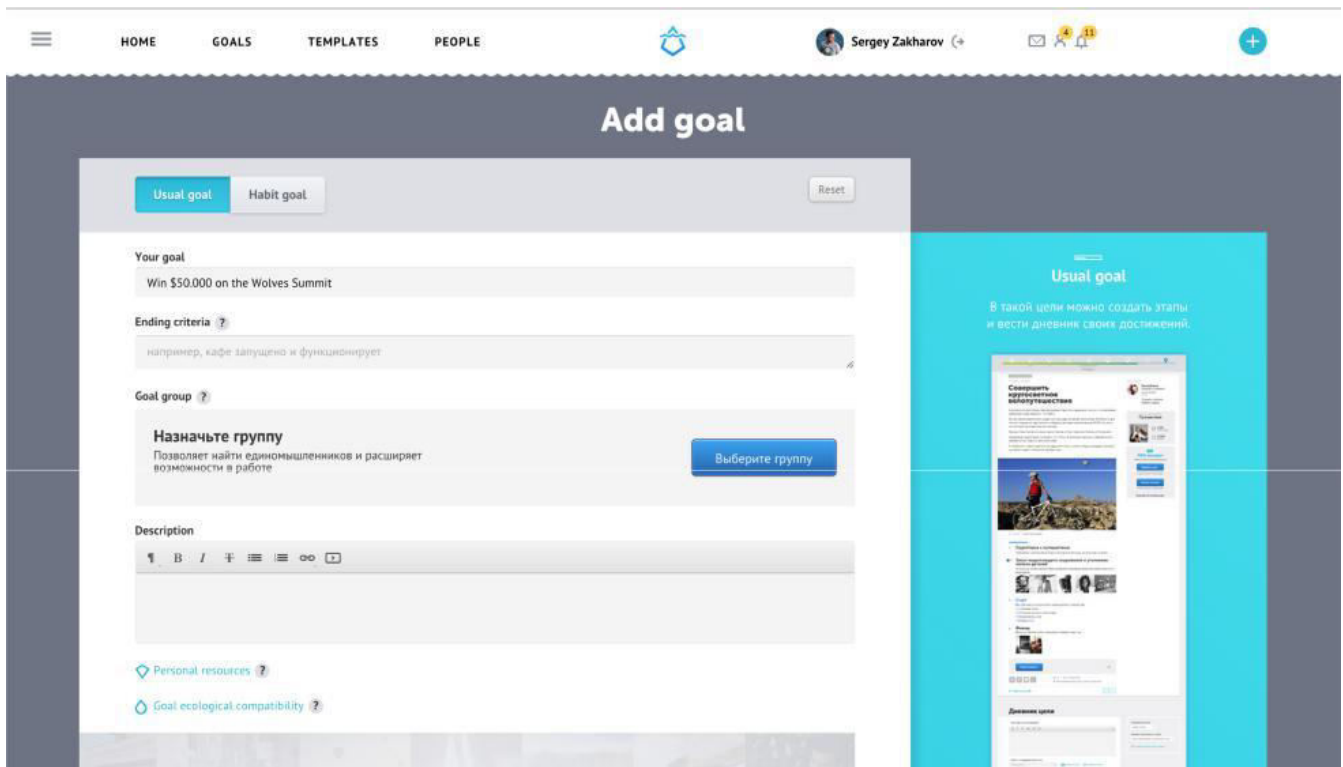 HOME GOALS TEMPLATES PEOPLE Sergey Zakharov 4 11
Add goal
Usual goal Habit goal Reset
Your goal
Win $50.000 on the Wolves Summit
Ending criteria ?
например, кафе запущено и функционирует
Goal group ?
Назначьте группу
Позволяет найти единомышленников и расширяет
возможности в работе
Выберите группу
Description
Personal resources ?
Goal ecological compatibility ?
Usual goal
В такой цели можно создать этапы
и вести дневник своих достижений.
Совершить
кругосветное
велопутешествие
Дневник цели